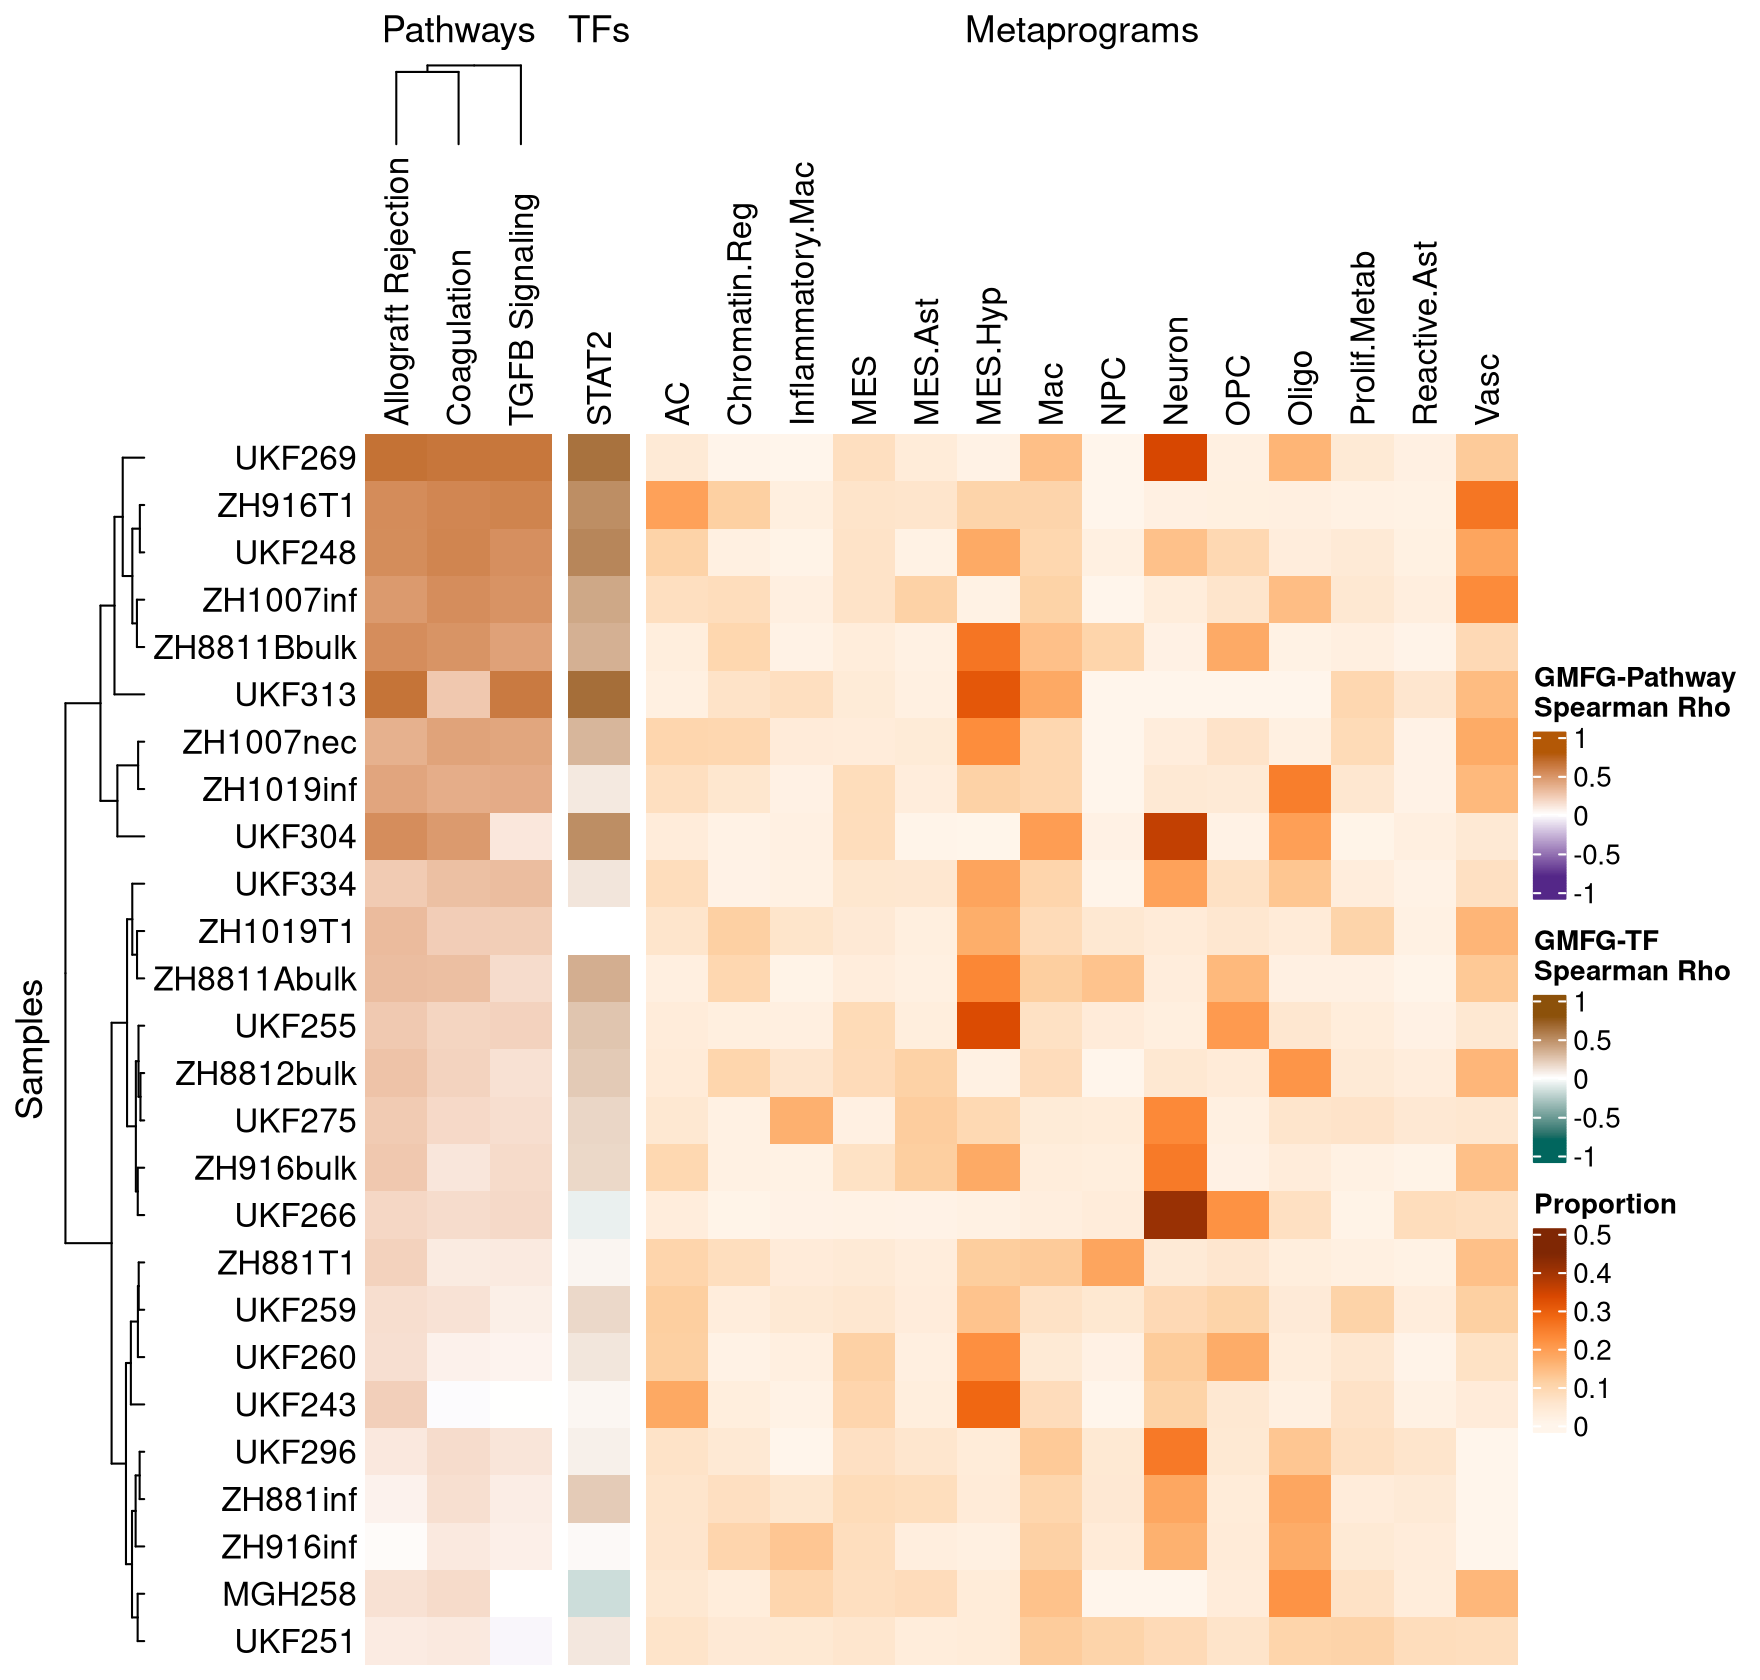 Pathways TFs Metaprograms
Allograft Rejection
Coagulation
TGFB Signaling
STAT2
AC
Chromatin.Reg
Inflammatory.Mac
MES
MES.Ast
MES.Hyp
Mac
NPC
Neuron
OPC
Oligo
Prolif.Metab
Reactive.Ast
Vasc
Samples
UKF269
ZH916T1
UKF248
ZH1007inf
ZH8811Bbulk
UKF313
ZH1007nec
ZH1019inf
UKF304
UKF334
ZH1019T1
ZH8811Abulk
UKF255
ZH8812bulk
UKF275
ZH916bulk
UKF266
ZH881T1
UKF259
UKF260
UKF243
UKF296
ZH881inf
ZH916inf
MGH258
UKF251
GMFG-Pathway
Spearman Rho
1
0.5
0
-0.5
-1
GMFG-TF
Spearman Rho
1
0.5
0
-0.5
-1
Proportion
0.5
0.4
0.3
0.2
0.1
0